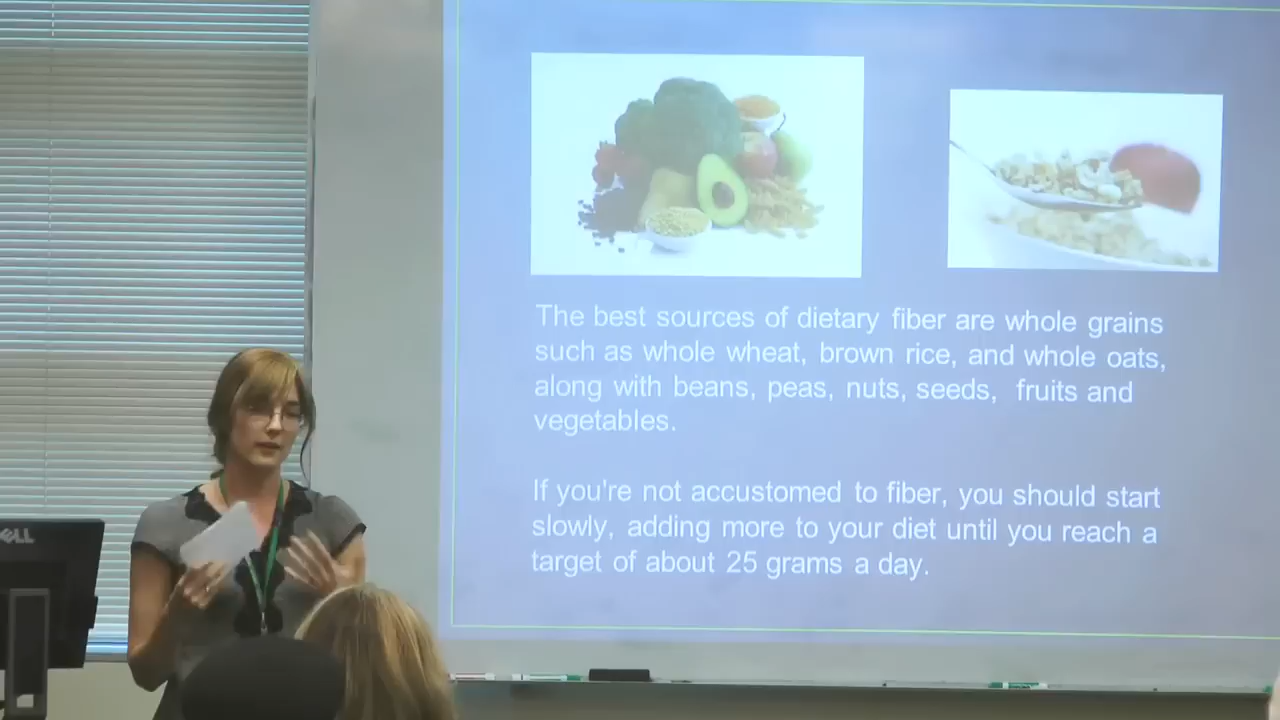 The best sources of dietary fiber are whole grains
such as whole wheat, brown rice, and whole oats,
along with beans, peas, nuts, seeds, fruits and
vegetables.
If you're not accustomed to fiber, you should start
slowly, adding more to your diet until you reach a
target of about 25 grams a day.
DELL